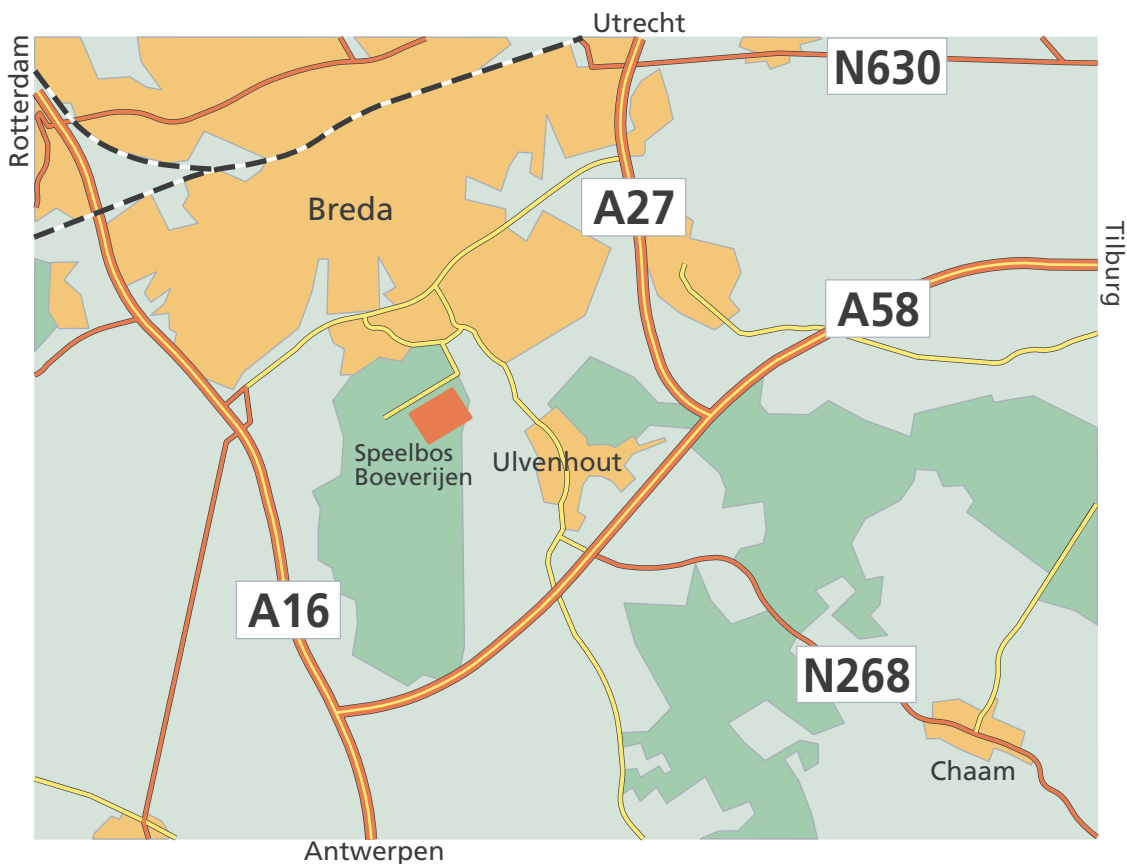 Utrecht
Rotterdam
N630
Breda
A27
Tilburg
A58
Speelbos
Boeverijen
Ulvenhout
A16
N268
Chaam
Antwerpen